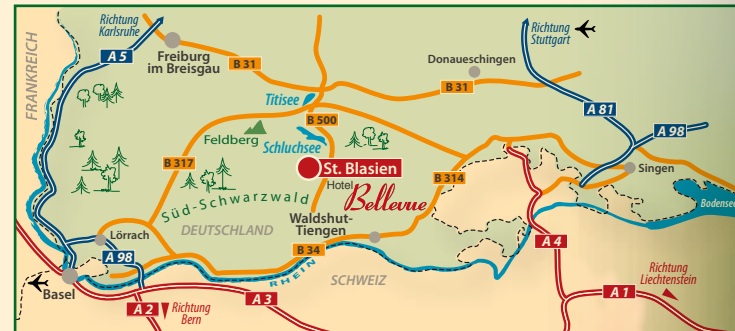 Richtung
Karlsruhe
FRANKREICH
A 5
Freiburg
im Breisgau
B 31
Titisee
Donaueschingen
B 31
Richtung
Stuttgart
A 81
A 98
B 500
Feldberg
Schluchsee
B 317
St. Blasien
Hotel
Bellevue
Süd-Schwarzwald
Singen
B 314
Waldshut-
Tiengen
DEUTSCHLAND
Bodensee
Lörrach
A 98
B 34
A 4
RHEIN
SCHWEIZ
Basel
A 2
Richtung
Bern
A 3
Richtung
Liechtenstein
A 1